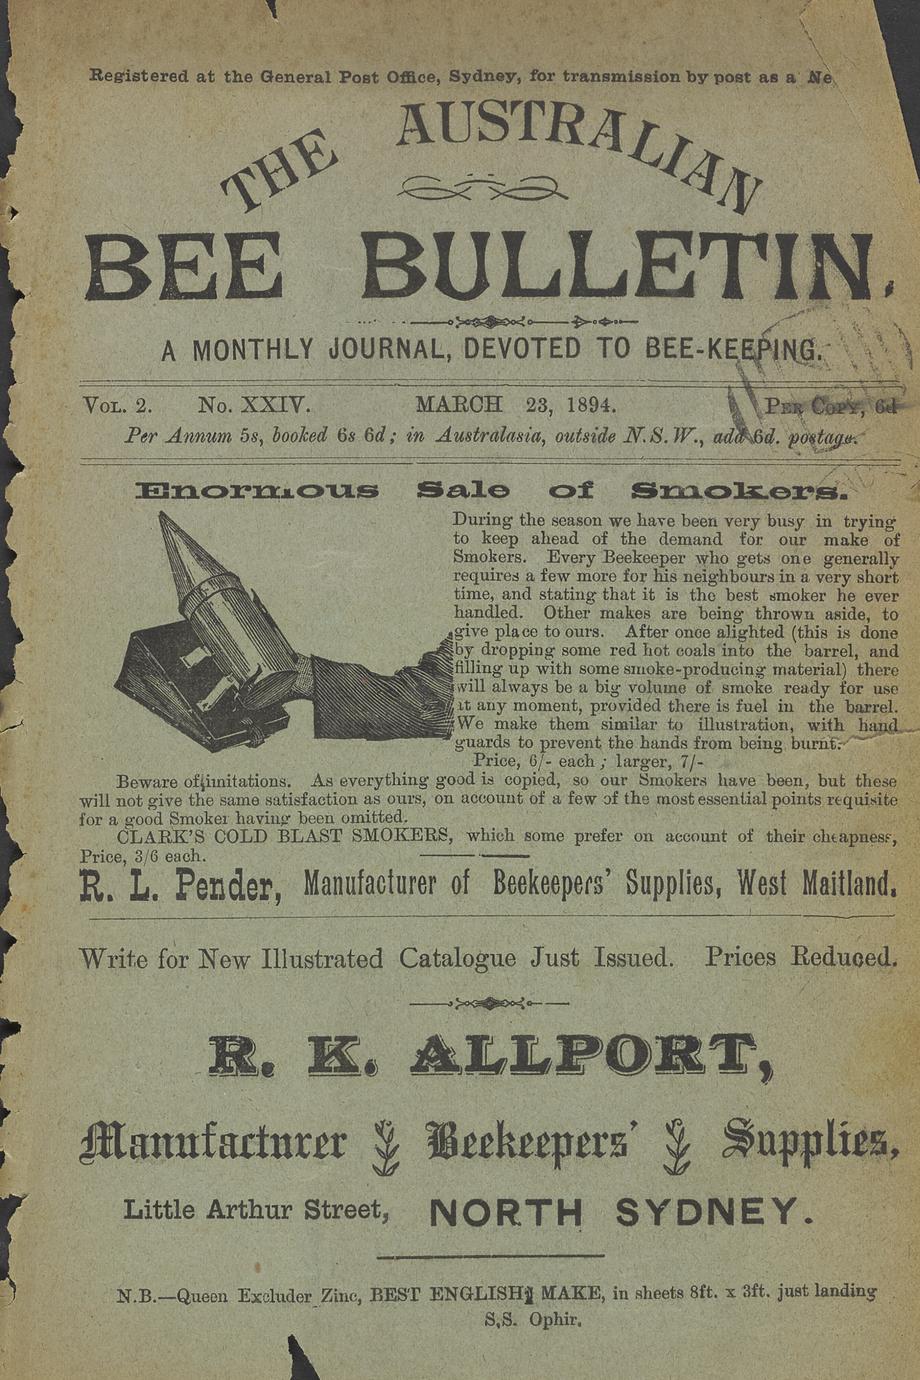 Registered at the General Post Office, Sydney, for transmission by post as a Ne
THE AUSTRALIAN
BEE BULLETIN.
A MONTHLY JOURNAL, DEVOTED TO BEE-KEEPING.
VOL. 2. No. XXIV. MARCH 23, 1894. PER COPY, 6d
Per Annum 5s, booked 6s 6d; in Australasia, outside N.S.W., add 6d. postage.
Enormous Sale of Smokers.
During the season we have been very busy in trying
to keep ahead of the demand for our make of
Smokers. Every Beekeeper who gets one generally
requires a few more for his neighbours in a very short
time, and stating that it is the best smoker he ever
handled. Other makes are being thrown aside, to
give place to ours. After once alighted (this is done
by dropping some red hot coals into the barrel, and
filling up with some smoke-producing material) there
will always be a big volume of smoke ready for use
at any moment, provided there is fuel in the barrel.
We make them similar to illustration, with hand
guards to prevent the hands from being burnt.
Price, 6/- each; larger, 7/-
Beware of imitations. As everything good is copied, so our Smokers have been, but these
will not give the same satisfaction as ours, on account of a few of the most essential points requisite
for a good Smoker having been omitted.
CLARK'S COLD BLAST SMOKERS, which some prefer on account of their cheapness,
Price, 3/6 each.
R. L. Pender, Manufacturer of Beekeepers' Supplies, West Maitland.
Write for New Illustrated Catalogue Just Issued. Prices Reduced.
R. K. ALLPORT,
Manufacturer Beekeepers' Supplies,
Little Arthur Street, NORTH SYDNEY.
N.B.—Queen Excluder Zinc, BEST ENGLISH MAKE, in sheets 8ft. x 3ft. just landing
S.S. Ophir.